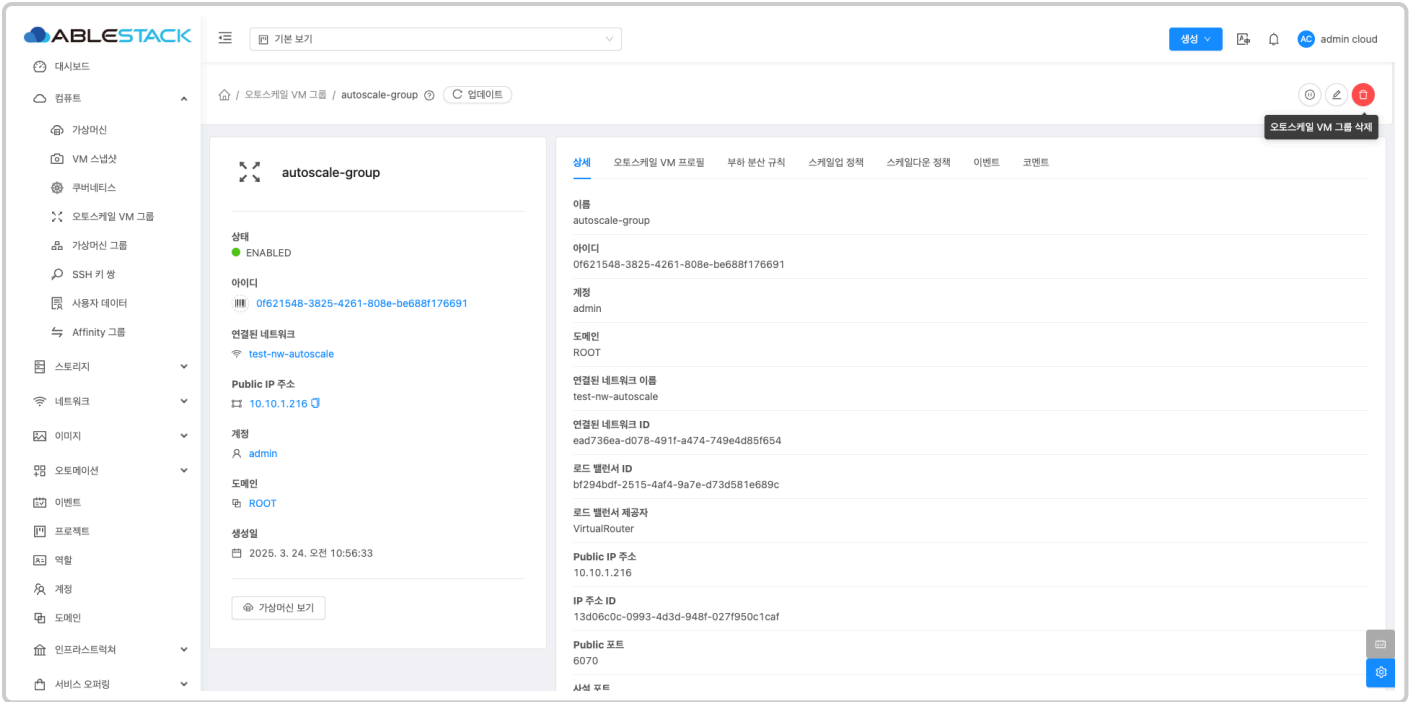 ABLESTACK
기본 보기
생성
AC
admin cloud
대시보드
컴퓨트
가상머신
VM 스냅샷
쿠버네티스
오토스케일 VM 그룹
가상머신 그룹
SSH 키 쌍
사용자 데이터
Affinity 그룹
스토리지
네트워크
이미지
오토메이션
이벤트
프로젝트
역할
계정
도메인
인프라스트럭쳐
서비스 오퍼링
/ 오토스케일 VM 그룹 / autoscale-group
업데이트
오토스케일 VM 그룹 삭제
autoscale-group
상태
ENABLED
아이디
0f621548-3825-4261-808e-be688f176691
연결된 네트워크
test-nw-autoscale
Public IP 주소
10.10.1.216
계정
admin
도메인
ROOT
생성일
2025. 3. 24. 오전 10:56:33
가상머신 보기
상세 오토스케일 VM 프로필 부하 분산 규칙 스케일업 정책 스케일다운 정책 이벤트 코멘트
이름
autoscale-group
아이디
0f621548-3825-4261-808e-be688f176691
계정
admin
도메인
ROOT
연결된 네트워크 이름
test-nw-autoscale
연결된 네트워크 ID
ead736ea-d078-491f-a474-749e4d85f654
로드 밸런서 ID
bf294bdf-2515-4af4-9a7e-d73d581e689c
로드 밸런서 제공자
VirtualRouter
Public IP 주소
10.10.1.216
IP 주소 ID
13d06c0c-0993-4d3d-948f-027f950c1caf
Public 포트
6070
사설 포트